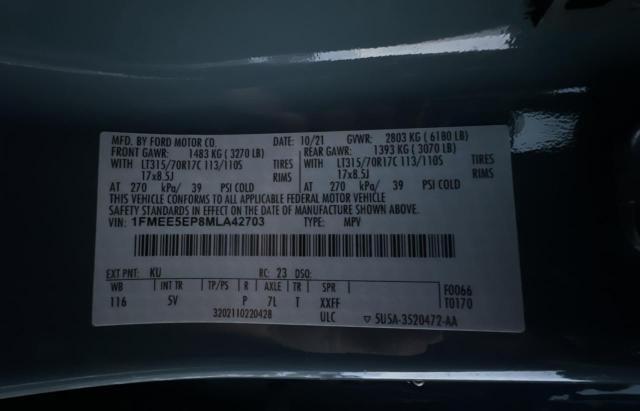 MFD. BY FORD MOTOR CO. DATE: 10/21 GVWR: 2803 KG ( 6180 LB)
FRONT GAWR: 1483 KG ( 3270 LB) REAR GAWR: 1393 KG ( 3070 LB)
WITH LT315/70R17C 113/110S TIRES WITH LT315/70R17C 113/110S TIRES
17x8.5J RIMS 17x8.5J RIMS
AT 270 kPa/ 39 PSI COLD AT 270 kPa/ 39 PSI COLD
THIS VEHICLE CONFORMS TO ALL APPLICABLE FEDERAL MOTOR VEHICLE
SAFETY STANDARDS IN EFFECT ON THE DATE OF MANUFACTURE SHOWN ABOVE.
VIN: 1FMEE5EP8MLA42703 TYPE: MPV
EXT PNT: KU RC: 23 DSO:
WB INT TR TP/PS R AXLE TR SPR F0066
116 5V P 7L T XXFF T0170
3202110220428 ULC ▽ 5USA-3520472-AA